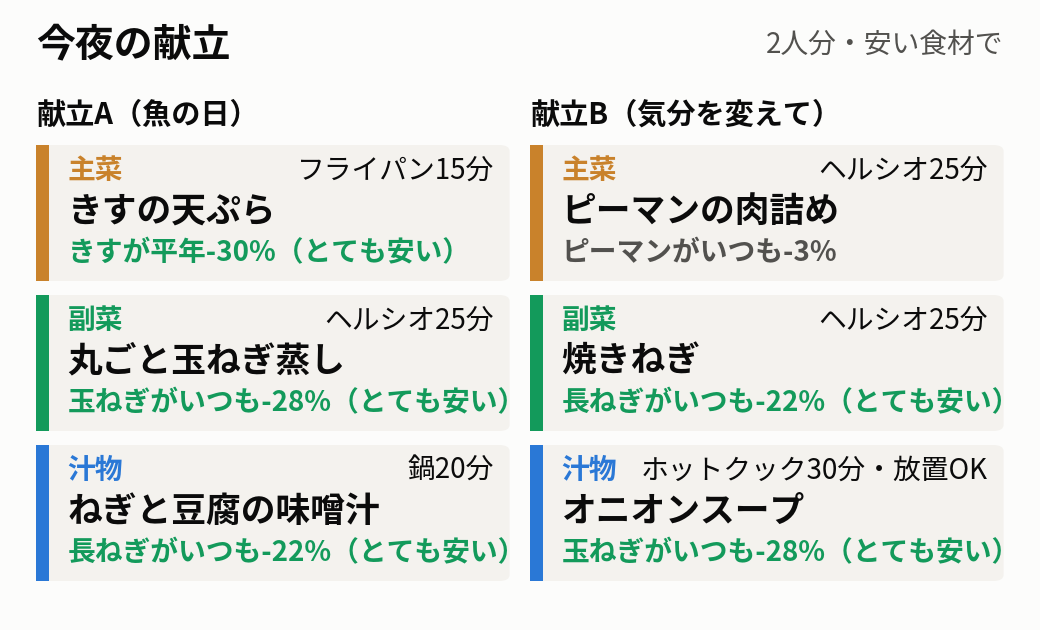 今夜の献立
2人分・安い食材で
献立A（魚の日）
主菜 フライパン15分
きすの天ぷら
きすが平年-30%（とても安い）
副菜 ヘルシオ25分
丸ごと玉ねぎ蒸し
玉ねぎがいつも-28%（とても安い）
汁物 鍋20分
ねぎと豆腐の味噌汁
長ねぎがいつも-22%（とても安い）
献立B（気分を変えて）
主菜 ヘルシオ25分
ピーマンの肉詰め
ピーマンがいつも-3%
副菜 ヘルシオ25分
焼きねぎ
長ねぎがいつも-22%（とても安い）
汁物 ホットクック30分・放置OK
オニオンスープ
玉ねぎがいつも-28%（とても安い）